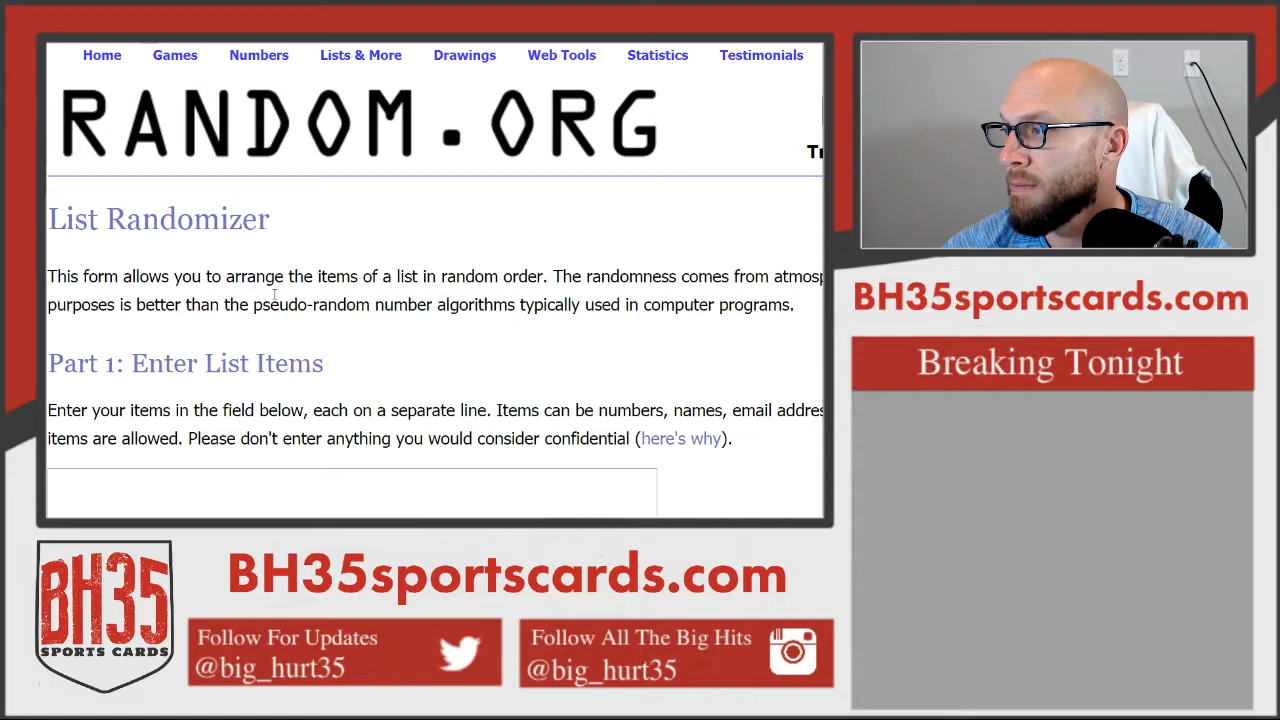 Home Games Numbers Lists & More Drawings Web Tools Statistics Testimonials
RANDOM.ORG
List Randomizer
This form allows you to arrange the items of a list in random order. The randomness comes from
purposes is better than the pseudo-random number algorithms typically used in computer programs.
Part 1: Enter List Items
Enter your items in the field below, each on a separate line. Items can be numbers, names, email
items are allowed. Please don't enter anything you would consider confidential (here's why).
BH35sportscards.com
Breaking Tonight
BH35
SPORTS CARDS
BH35sportscards.com
Follow For Updates
@big_hurt35
Follow All The Big Hits
@big_hurt35